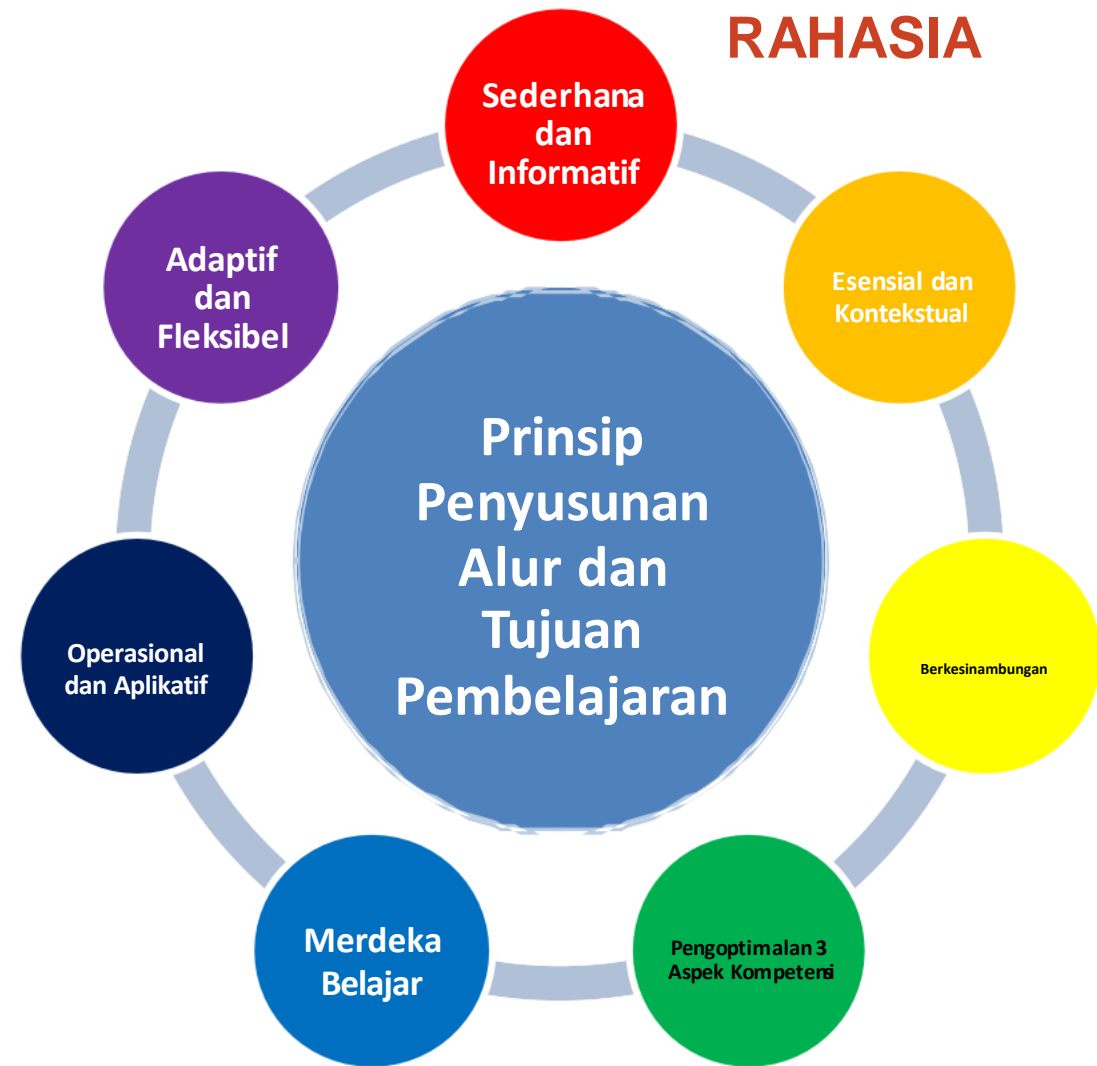 RAHASIA
Sederhana
dan
Informatif
Esensial dan
Kontekstual
Berkesinambungan
Pengoptimalan 3
Aspek Kompetensi
Merdeka
Belajar
Operasional
dan Aplikatif
Adaptif
dan
Fleksibel
Prinsip
Penyusunan
Alur dan
Tujuan
Pembelajaran